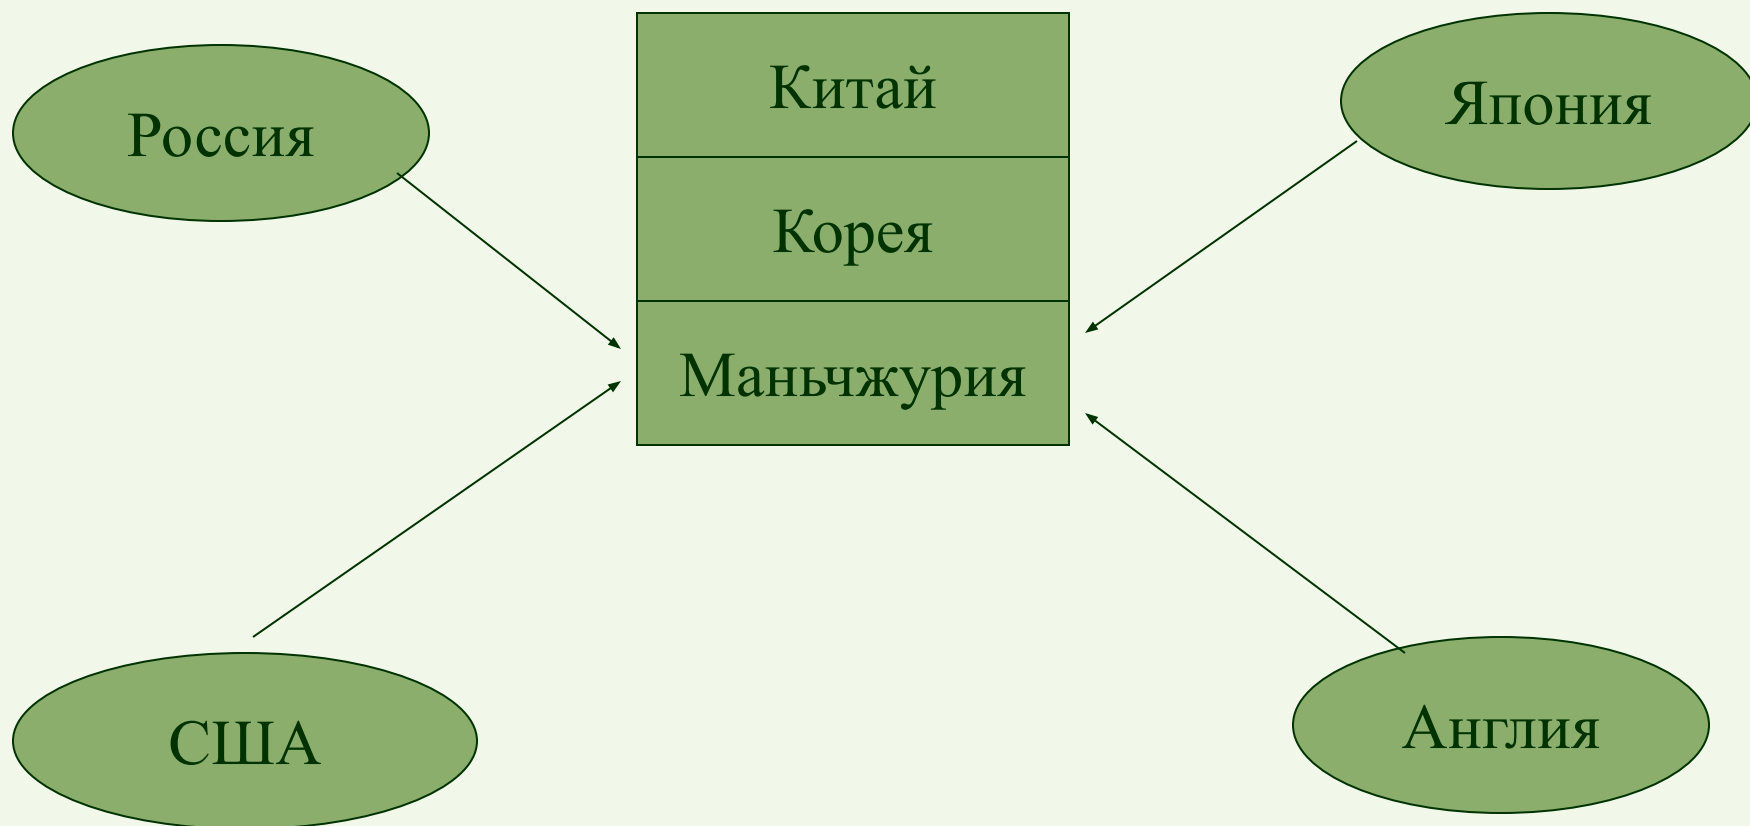 Россия
Китай
Корея
Маньчжурия
Япония
США
Англия